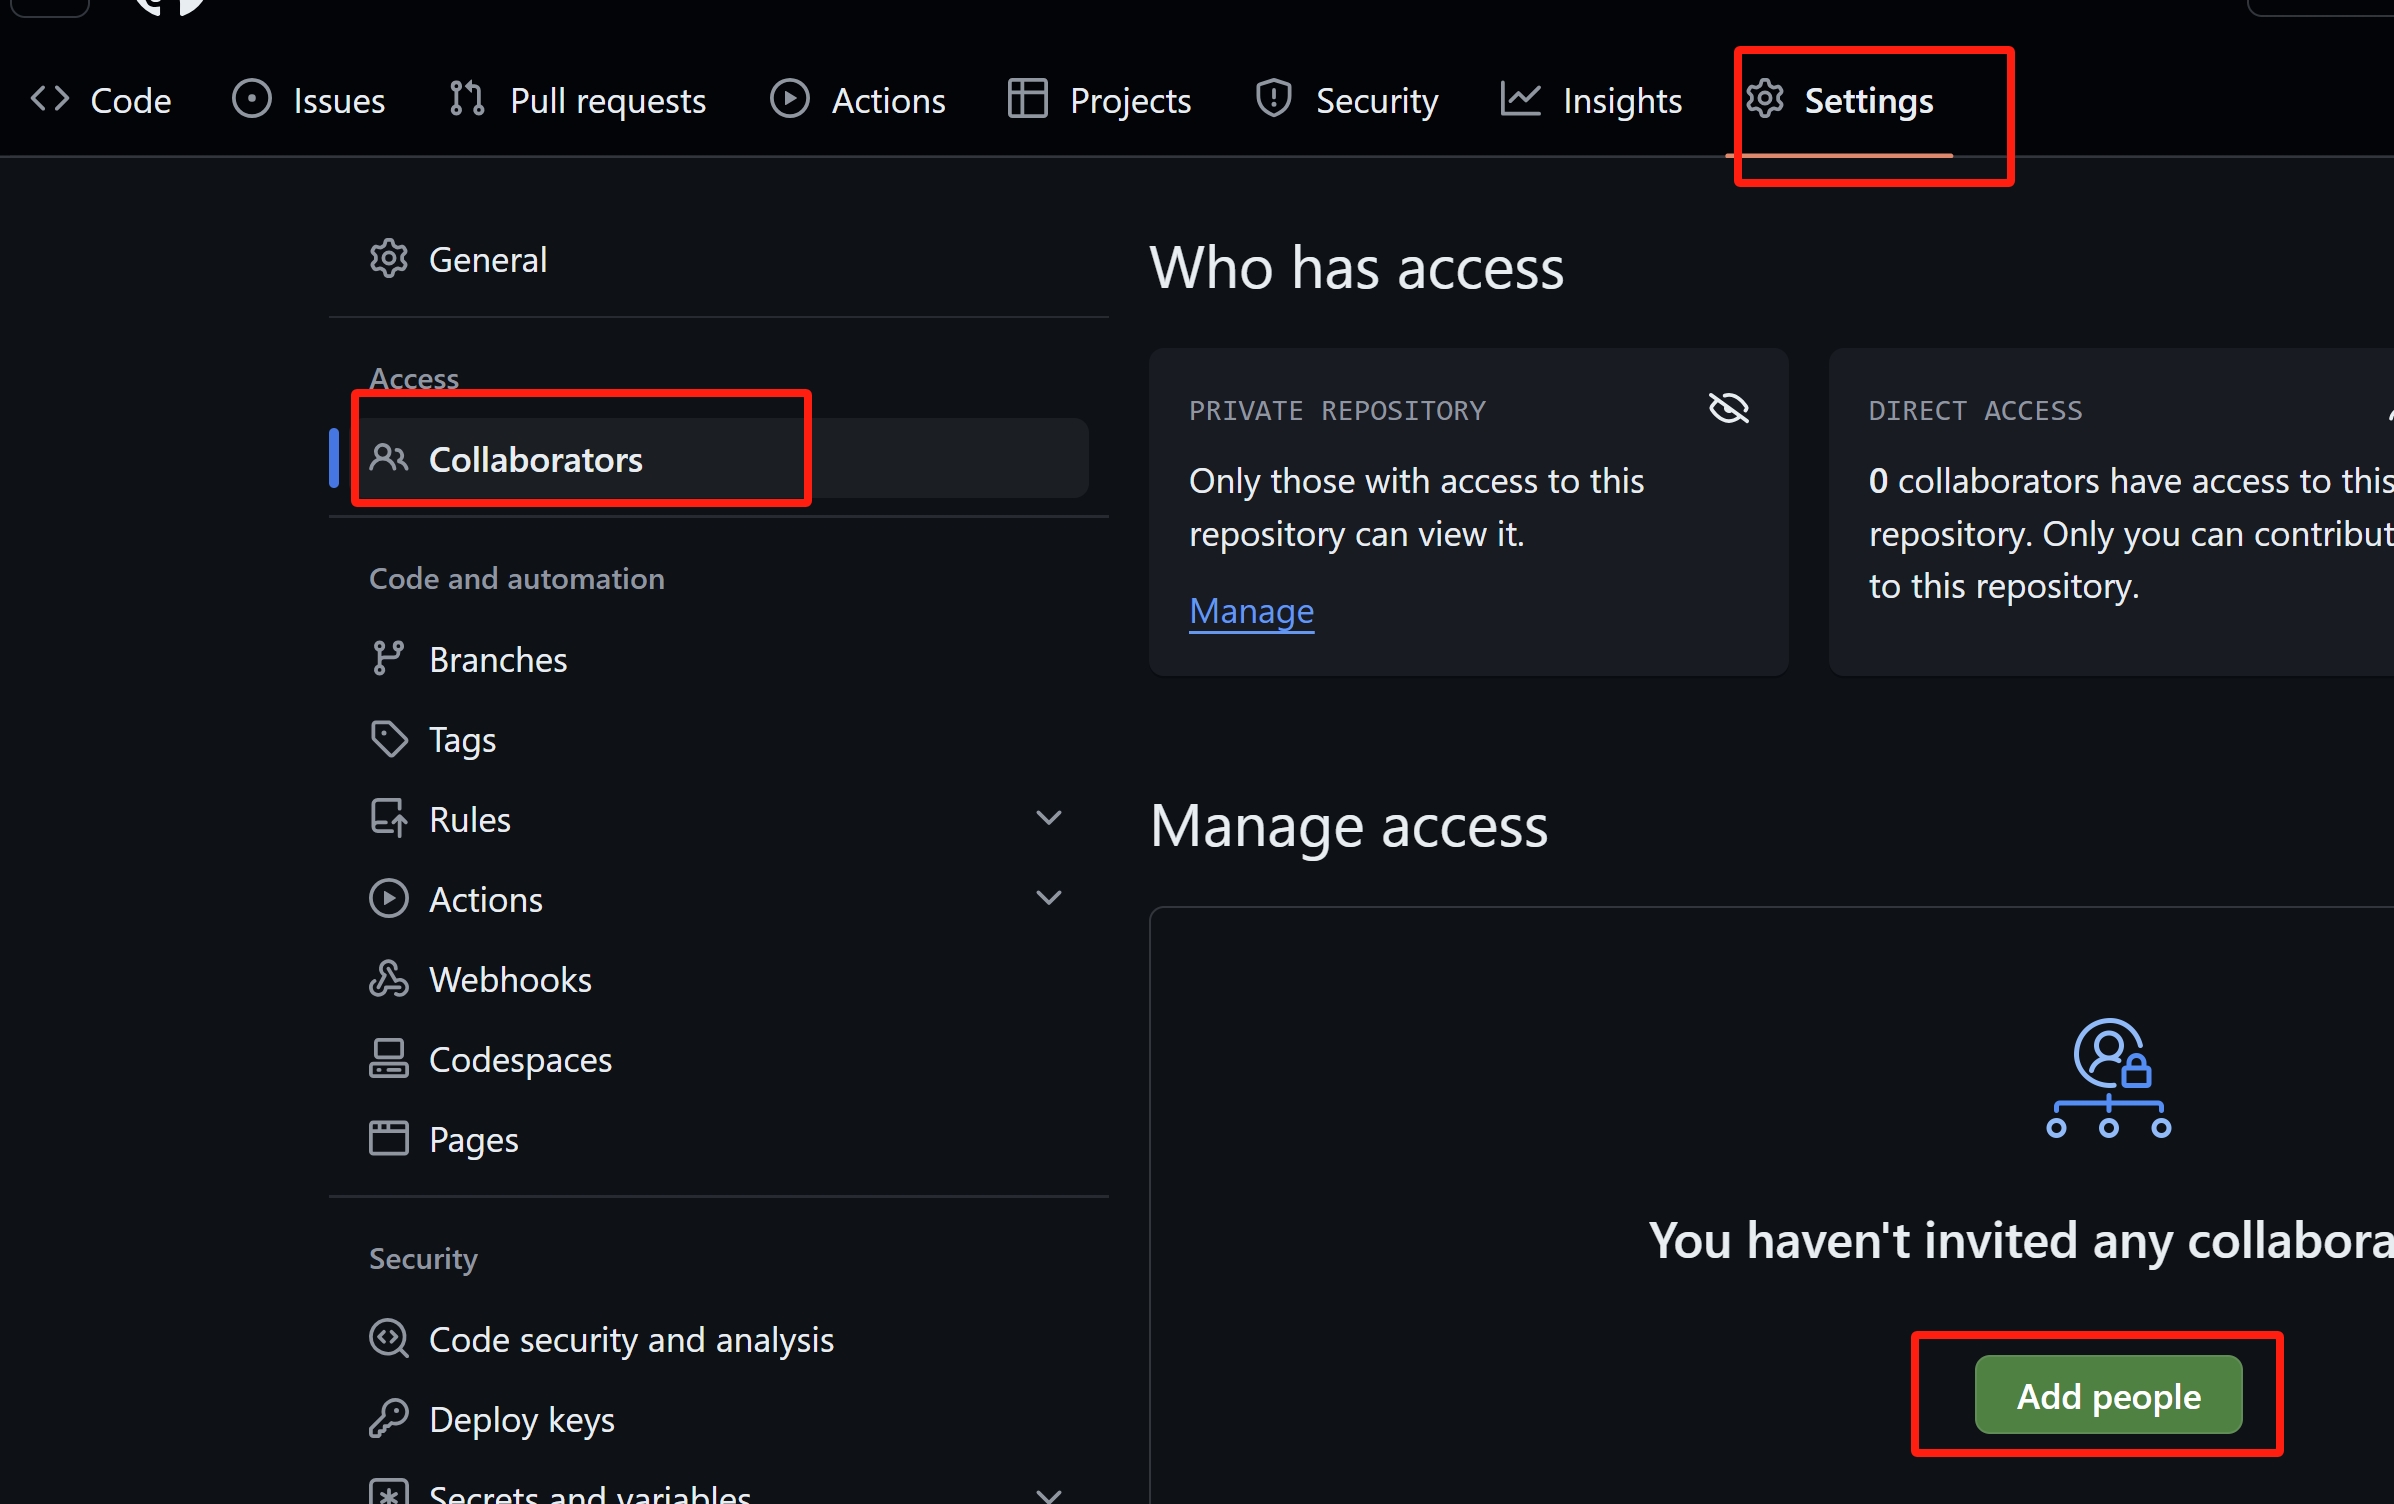 Code Issues Pull requests Actions Projects Security Insights Settings
General
Access
Collaborators
Code and automation
Branches
Tags
Rules
Actions
Webhooks
Codespaces
Pages
Security
Code security and analysis
Deploy keys
Secrets and variables
Who has access
PRIVATE REPOSITORY
Only those with access to this
repository can view it.
Manage
DIRECT ACCESS
0 collaborators have access to this
repository. Only you can contribut
to this repository.
Manage access
You haven't invited any collabora
Add people